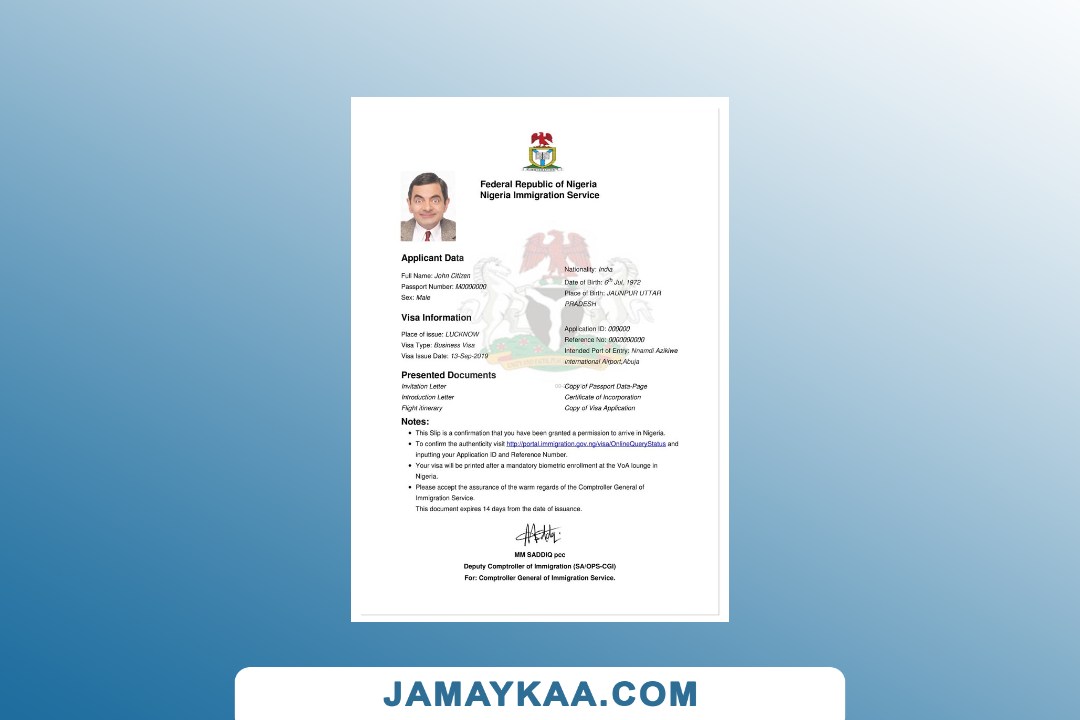 Federal Republic of Nigeria
Nigeria Immigration Service
Applicant Data
Full Name: John Citizen
Passport Number: M0000000
Sex: Male
Nationality: India
Date of Birth: 8th Jul, 1972
Place of Birth: JAUNPUR UTTAR
PRADESH
Visa Information
Place of issue: LUCKNOW
Visa Type: Business Visa
Visa Issue Date: 13-Sep-2019
Application ID: 000000
Reference No: 0000000000
Intended Port of Entry: Nnamdi Azikiwe
International Airport,Abuja
Presented Documents
Invitation Letter
Introduction Letter
Flight itinerary
Copy of Passport Data-Page
Certificate of Incorporation
Copy of Visa Application
Notes:
• This Slip is a confirmation that you have been granted a permission to arrive in Nigeria.
• To confirm the authenticity visit http://portal.immigration.gov.ng/visa/OnlineQueryStatus and
inputting your Application ID and Reference Number.
• Your visa will be printed after a mandatory biometric enrollment at the VoA lounge in
Nigeria.
• Please accept the assurance of the warm regards of the Comptroller General of
Immigration Service.
This document expires 14 days from the date of issuance.
MM SADDIQ pcc
Deputy Comptroller of Immigration (SA/OPS-CGI)
For: Comptroller General of Immigration Service.
JAMAYKAA.COM